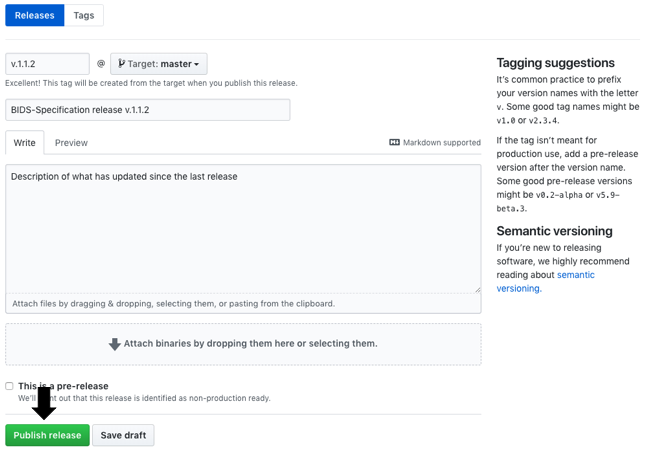 Releases Tags
v.1.1.2 @ Target: master
Excellent! This tag will be created from the target when you publish this release.
BIDS-Specification release v.1.1.2
Write Preview Markdown supported
Description of what has updated since the last release
Attach files by dragging & dropping, selecting them, or pasting from the clipboard.
Attach binaries by dropping them here or selecting them.
This is a pre-release
We'll out that this release is identified as non-production ready.
Publish release Save draft
Tagging suggestions
It's common practice to prefix
your version names with the letter
v. Some good tag names might be
v1.0 or v2.3.4.
If the tag isn't meant for
production use, add a pre-release
version after the version name.
Some good pre-release versions
might be v0.2-alpha or v5.9-
beta.3.
Semantic versioning
If you're new to releasing
software, we highly recommend
reading about semantic
versioning.